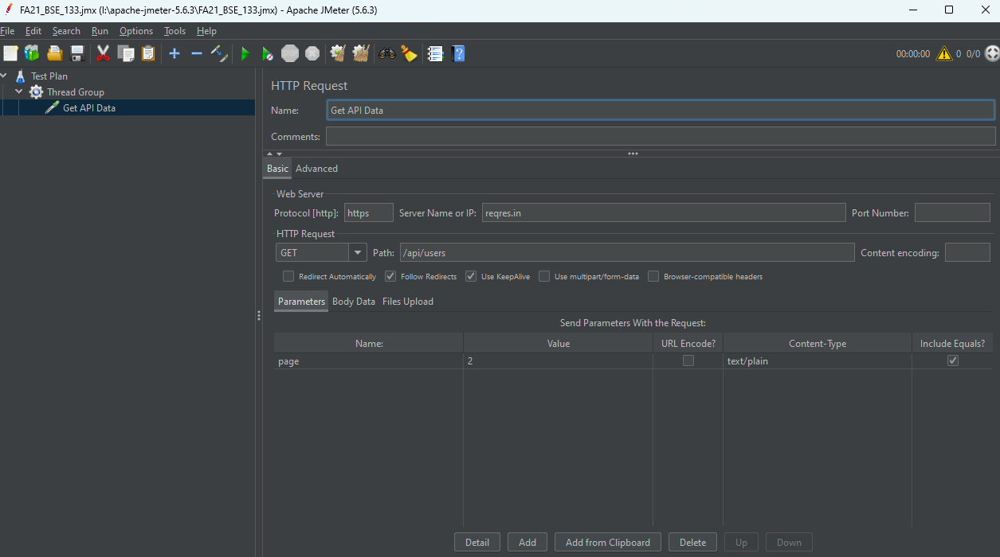 FA21_BSE_133.jmx (I:\apache-jmeter-5.6.3\FA21_BSE_133.jmx) - Apache JMeter (5.6.3)
File Edit Search Run Options Tools Help
00:00:00 0 0/0
Test Plan
Thread Group
Get API Data
HTTP Request
Name: Get API Data
Comments:
Basic Advanced
Web Server
Protocol [http]: https Server Name or IP: reqres.in Port Number:
HTTP Request
GET Path: /api/users Content encoding:
Redirect Automatically Follow Redirects Use KeepAlive Use multipart/form-data Browser-compatible headers
Parameters Body Data Files Upload
Send Parameters With the Request:
Name: Value URL Encode? Content-Type Include Equals?
page 2 text/plain
Detail Add Add from Clipboard Delete Up Down